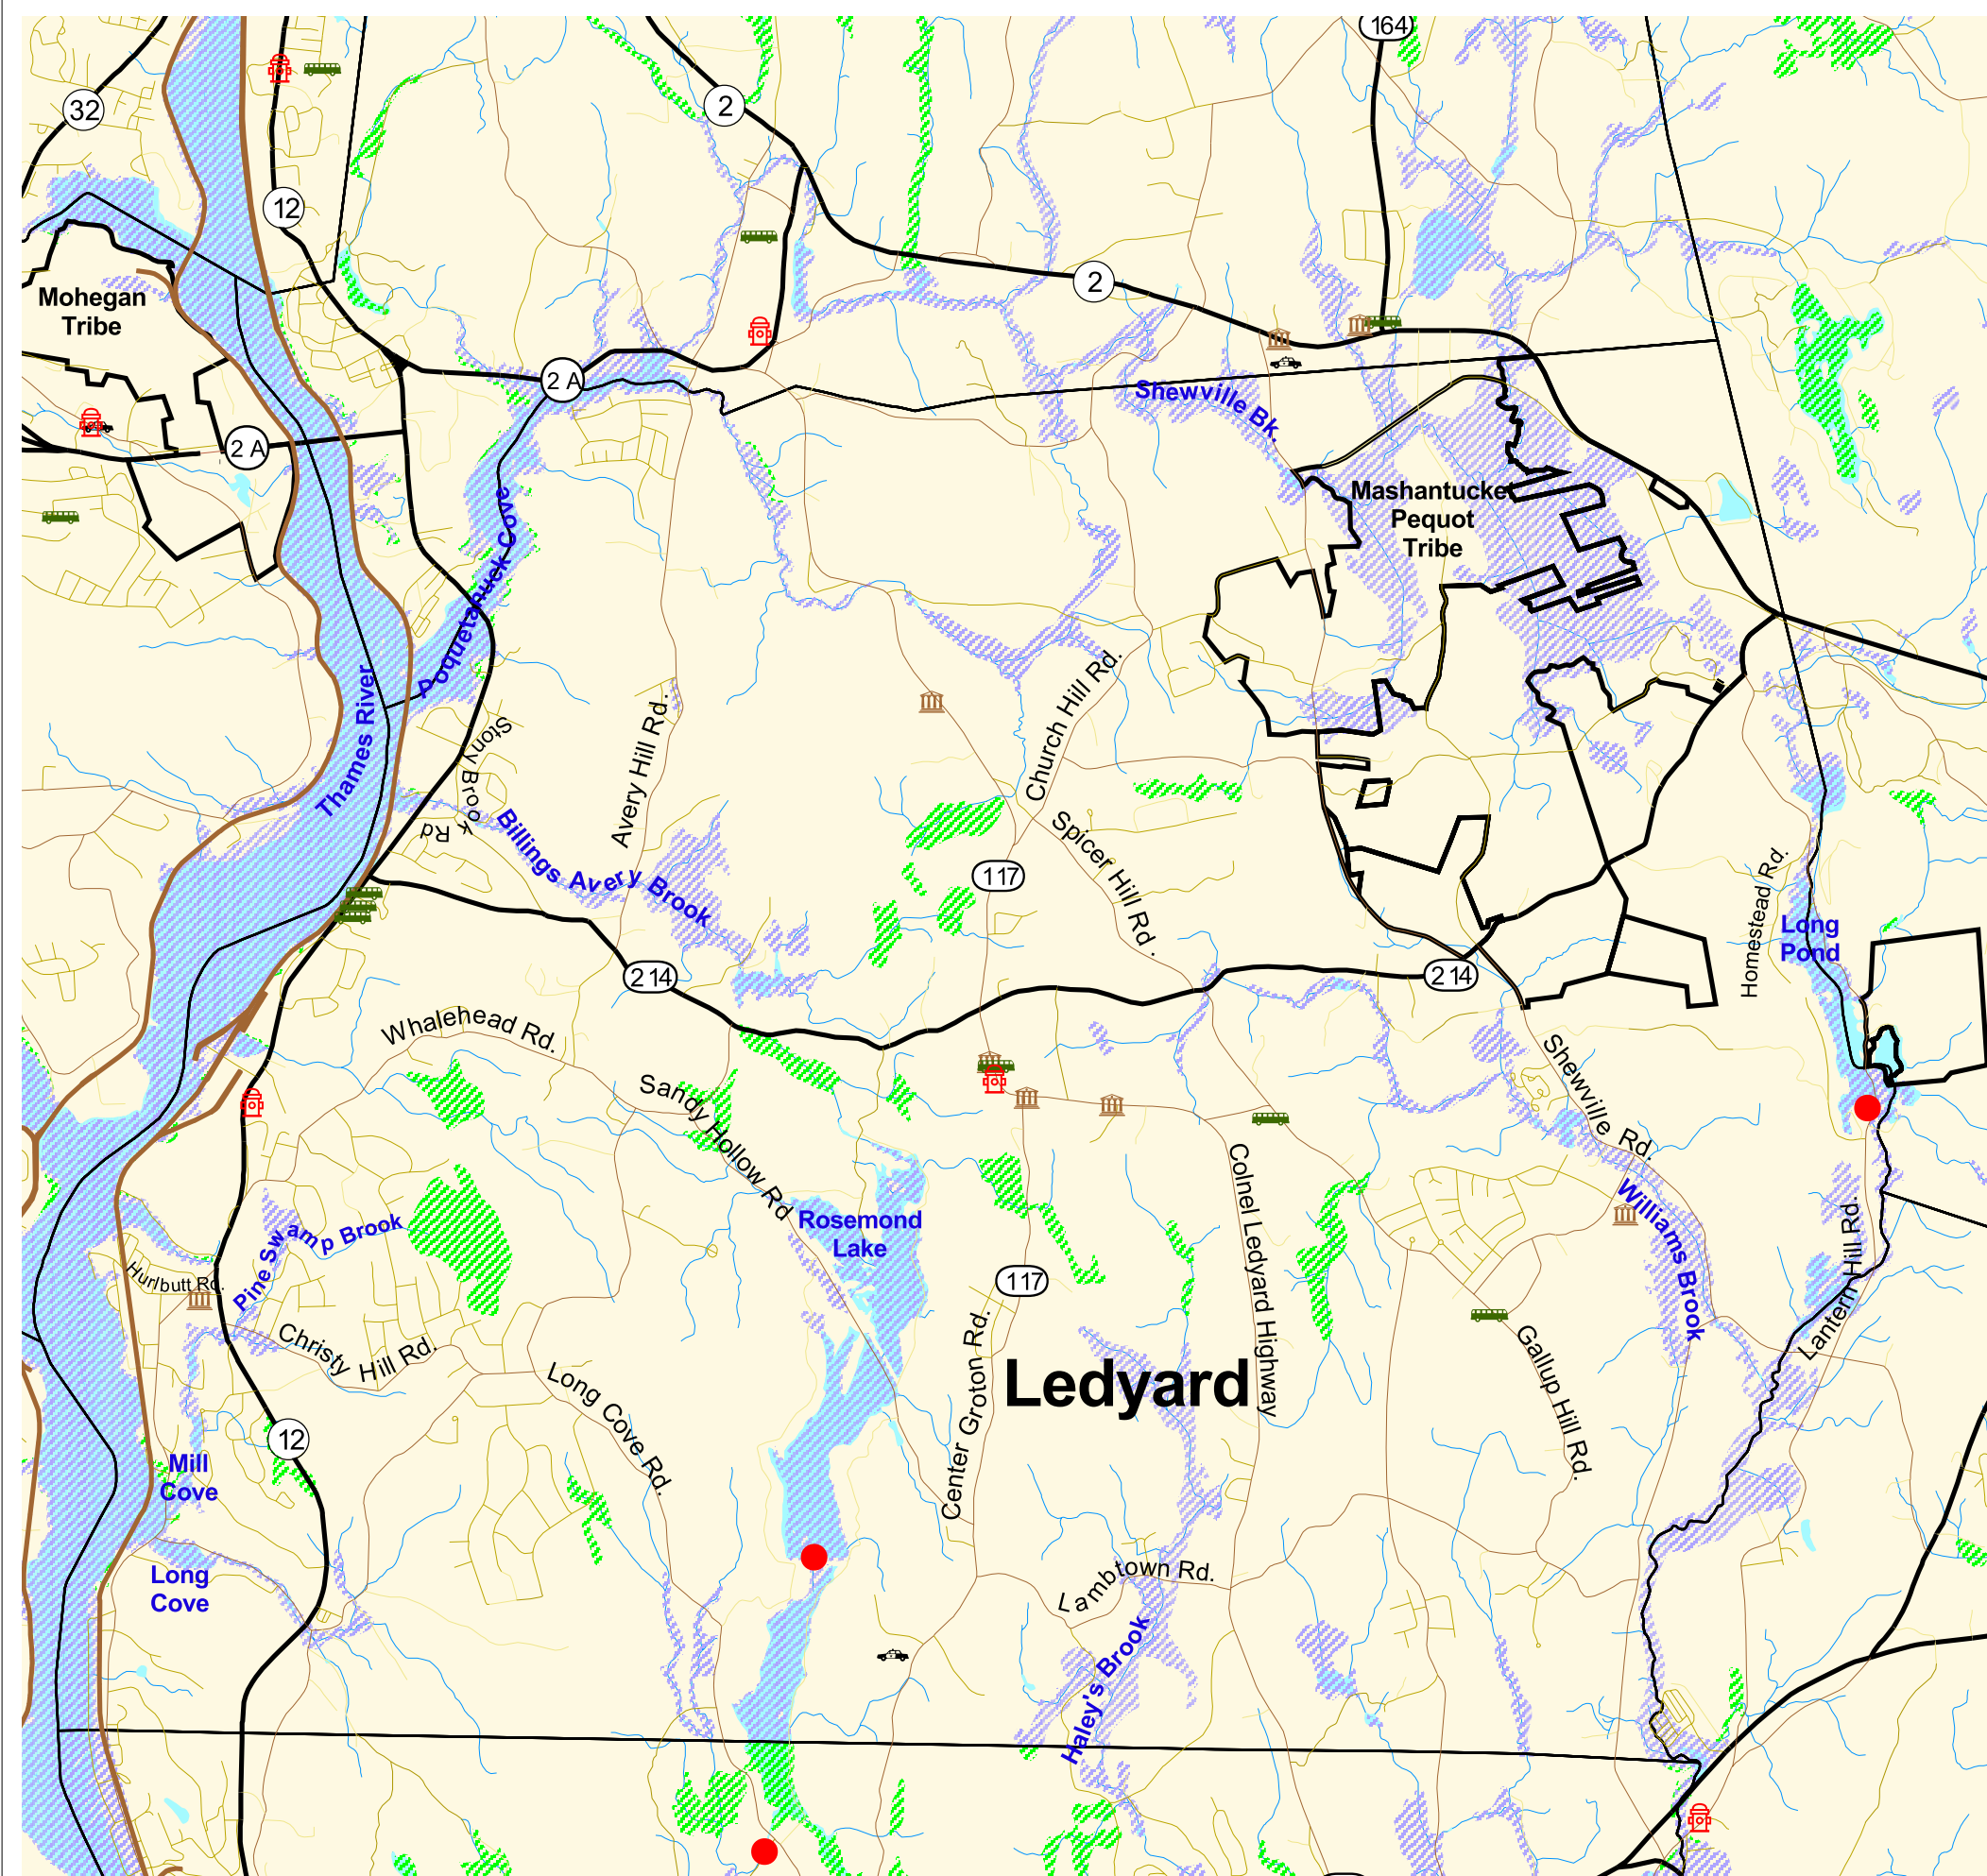 164
32
2
12
2
Mohegan
Tribe
2 A
Shewville Bk.
2 A
Mashantucket
Pequot
Tribe
Poquetanuck Cove
Thames River
Church Hill Rd.
Avery Hill Rd.
Stony Brook
Rd
Billings Avery Brook
Spicer Hill Rd.
117
Homestead Rd.
Long
Pond
214
214
Whalehead Rd.
Sandy Hollow Rd
Shewville Rd.
Colnel Ledyard Highway
Williams Brook
Rosemond
Lake
Pine Swamp Brook
Hurlbutt Rd.
117
Lantern Hill Rd.
Christy Hill Rd.
Center Groton Rd.
Ledyard
Gallup Hill Rd.
Long Cove Rd.
12
Mill
Cove
Long
Cove
Lambtown Rd.
Haley's Brook